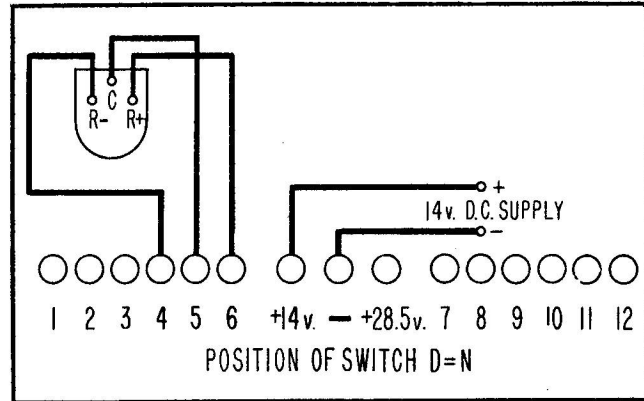 C
R- R+
+
14v. D.C. SUPPLY
-
1 2 3 4 5 6 +14v. — +28.5v. 7 8 9 10 11 12
POSITION OF SWITCH D=N